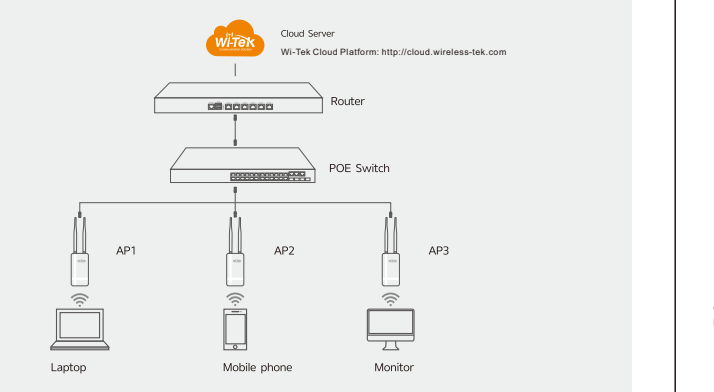 Wi-Tek
Cloud Server
Wi-Tek Cloud Platform: http://cloud.wireless-tek.com
Router
POE Switch
AP1
AP2
AP3
Laptop
Mobile phone
Monitor